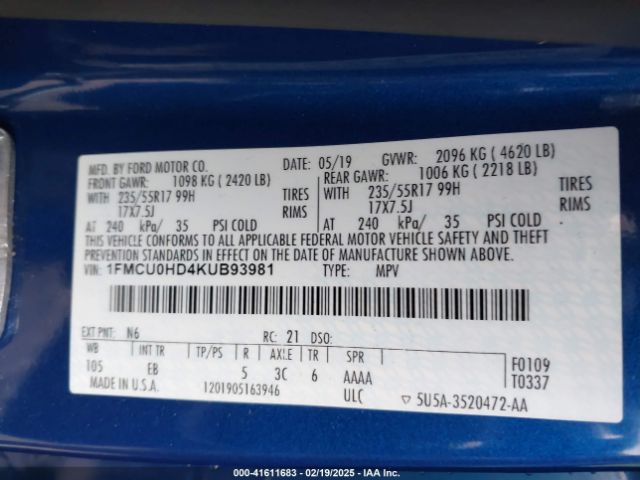 MFD. BY FORD MOTOR CO.
DATE: 05/19 GVWR: 2096 KG (4620 LB)
FRONT GAWR: 1098 KG (2420 LB) REAR GAWR: 1006 KG (2218 LB)
WITH 235/55R17 99H TIRES WITH 235/55R17 99H TIRES
17X7.5J RIMS 17X7.5J RIMS
AT 240 kPa/ 35 PSI COLD AT 240 kPa/ 35 PSI COLD
THIS VEHICLE CONFORMS TO ALL APPLICABLE FEDERAL MOTOR VEHICLE SAFETY AND THEFT
PREVENTION STANDARDS IN EFFECT ON THE DATE OF MANUFACTURE SHOWN ABOVE.
VIN: 1FMCU0HD4KUB93981 TYPE: MPV
EXT PNT: N6 RC: 21 DSO:
WB INT TR TP/PS R AXLE TR SPR F0109
105 EB 5 3C 6 AAAA T0337
MADE IN U.S.A. 1201905163946 ULC ▽ 5U5A-3520472-AA
000-41611683 - 02/19/2025 - IAA Inc.